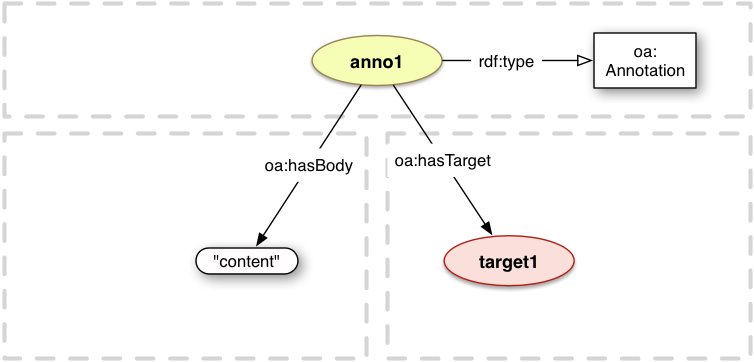 anno1
rdf:type
oa:
Annotation
oa:hasBody
oa:hasTarget
"content"
target1